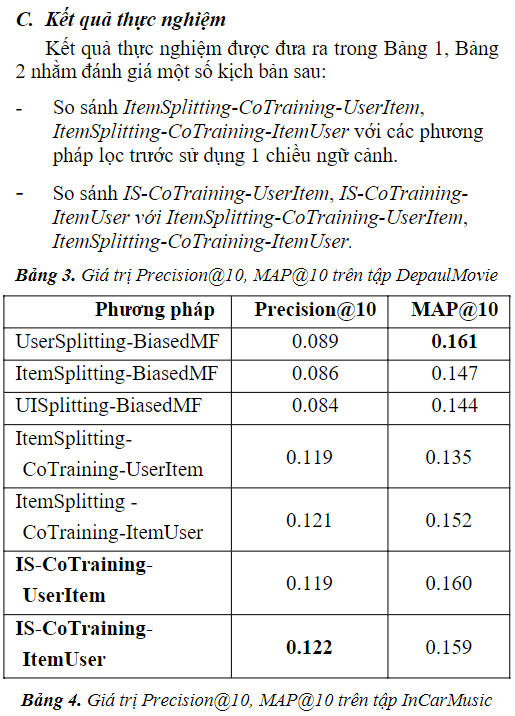 C. Kết quả thực nghiệm
Kết quả thực nghiệm được đưa ra trong Bảng 1, Bảng
2 nhằm đánh giá một số kịch bản sau:
- So sánh ItemSplitting-CoTraining-UserItem,
ItemSplitting-CoTraining-ItemUser với các phương
pháp lọc trước sử dụng 1 chiều ngữ cảnh.
- So sánh IS-CoTraining-UserItem, IS-CoTraining-
ItemUser với ItemSplitting-CoTraining-UserItem,
ItemSplitting-CoTraining-ItemUser.
Bảng 3. Giá trị Precision@10, MAP@10 trên tập DepaulMovie
Phương pháp Precision@10 MAP@10
UserSplitting-BiasedMF 0.089 0.161
ItemSplitting-BiasedMF 0.086 0.147
UISplitting-BiasedMF 0.084 0.144
ItemSplitting-
CoTraining-UserItem 0.119 0.135
ItemSplitting -
CoTraining-ItemUser 0.121 0.152
IS-CoTraining-
UserItem 0.119 0.160
IS-CoTraining-
ItemUser 0.122 0.159
Bảng 4. Giá trị Precision@10, MAP@10 trên tập InCarMusic